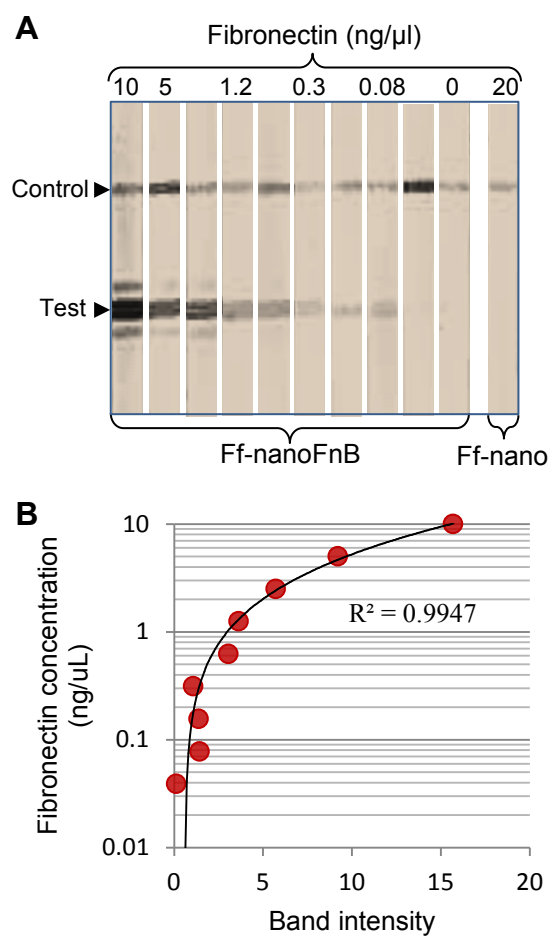 A
Fibronectin (ng/µl)
10 5 1.2 0.3 0.08 0 20
Control
Test
Ff-nanoFnB Ff-nano
B
10
1
0.1
0.01
Fibronectin concentration
(ng/uL)
R² = 0.9947
0 5 10 15 20
Band intensity